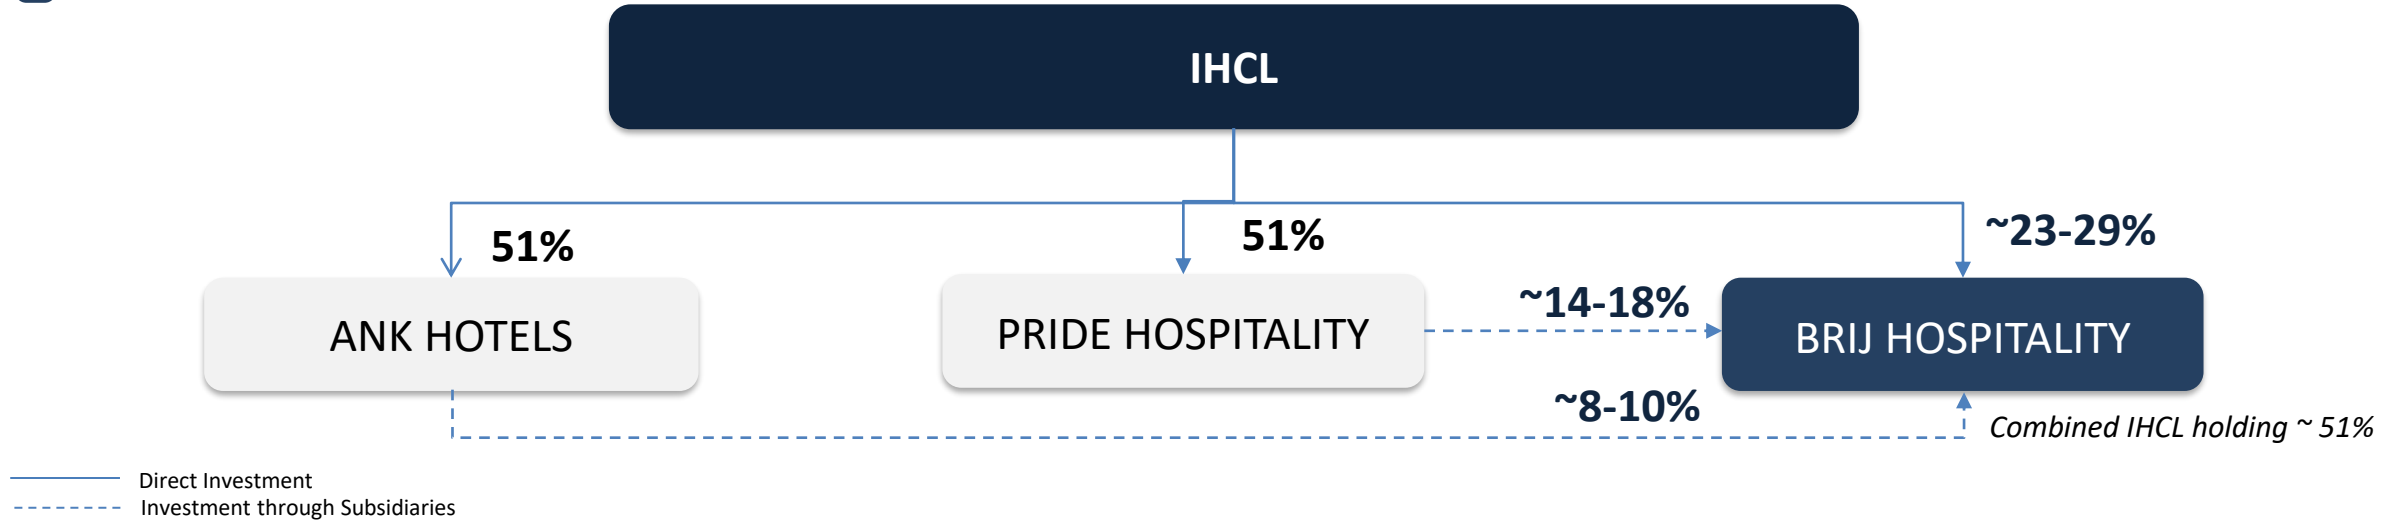 IHCL
51%
51%
~23-29%
ANK HOTELS
PRIDE HOSPITALITY
~14-18%
BRIJ HOSPITALITY
~8-10%
Combined IHCL holding ~ 51%
Direct Investment
Investment through Subsidiaries